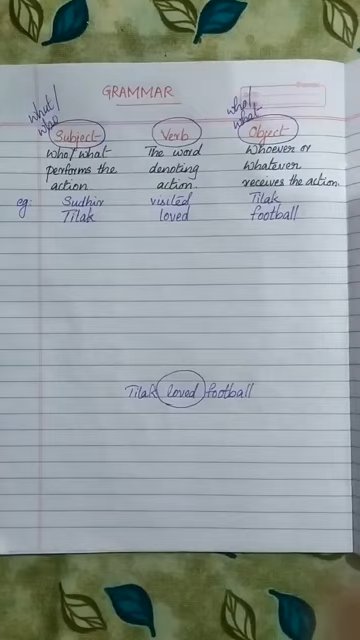 GRAMMAR
what/ who
who/ what
Subject Verb Object
who/what The word Whoever or
performs the denoting whatever
action action. receives the action.
eg: Sudhir visited Tilak
Tilak loved football
Tilak loved football